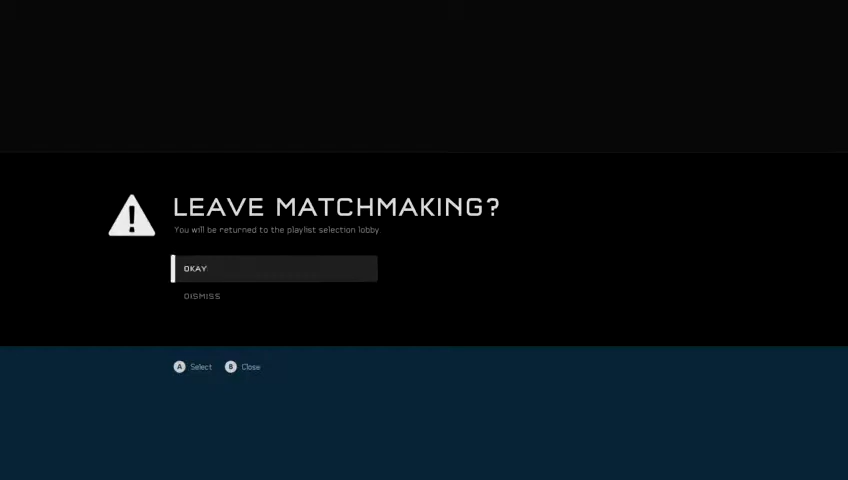 LEAVE MATCHMAKING?
You will be returned to the playlist selection lobby.
OKAY
DISMISS
A Select B Close